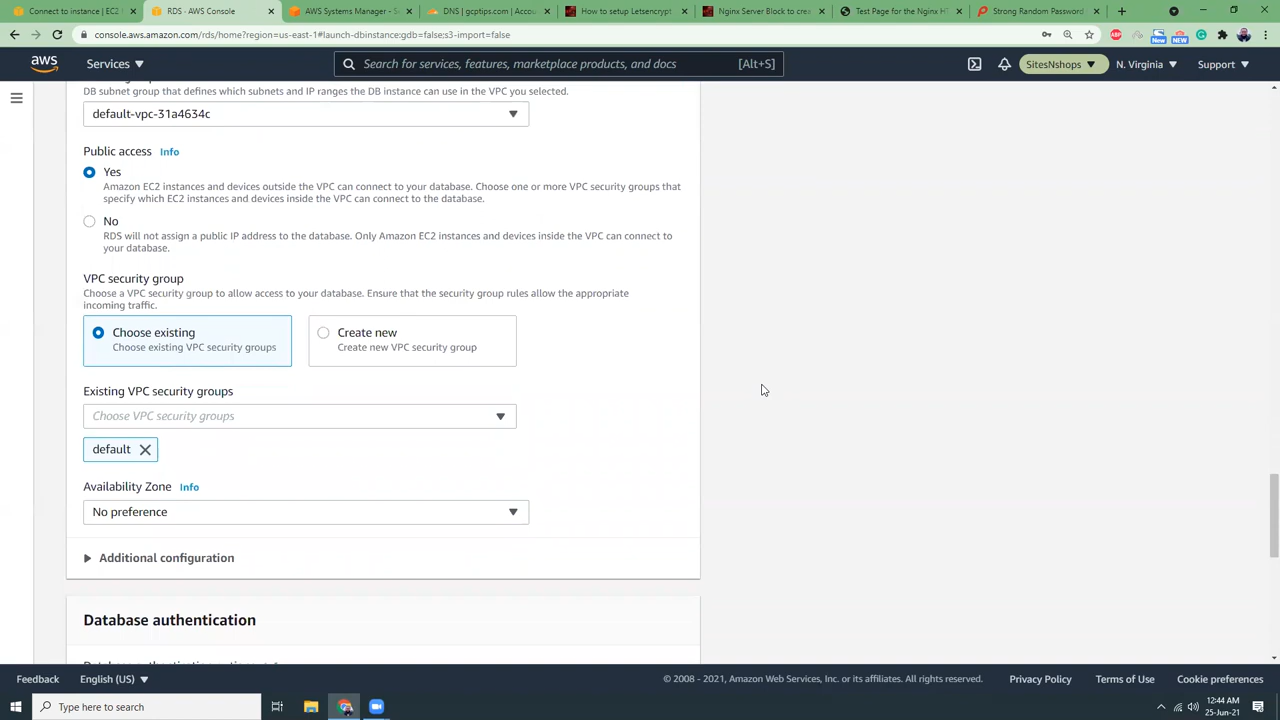 Connect to instance
RDS - AWS Console
AWS Systems Manager - S
DNS | gcptips.com | Accou
How to setup Letsencrypt
Nginx Server Block to cre
Test Page for the Nginx H
Strong Random Password
console.aws.amazon.com/rds/home?region=us-east-1#launch-dbinstance:gdb=false;s3-import=false
aws
Services
Search for services, features, marketplace products, and docs
[Alt+S]
SitesNshops
N. Virginia
Support
DB subnet group that defines which subnets and IP ranges the DB instance can use in the VPC you selected.
default-vpc-31a4634c
Public access Info
Yes
Amazon EC2 instances and devices outside the VPC can connect to your database. Choose one or more VPC security groups that
specify which EC2 instances and devices inside the VPC can connect to the database.
No
RDS will not assign a public IP address to the database. Only Amazon EC2 instances and devices inside the VPC can connect to
your database.
VPC security group
Choose a VPC security group to allow access to your database. Ensure that the security group rules allow the appropriate
incoming traffic.
Choose existing
Choose existing VPC security groups
Create new
Create new VPC security group
Existing VPC security groups
Choose VPC security groups
default
Availability Zone Info
No preference
Additional configuration
Database authentication
Feedback
English (US)
© 2008 - 2021, Amazon Web Services, Inc. or its affiliates. All rights reserved.
Privacy Policy
Terms of Use
Cookie preferences
Type here to search
12:44 AM
25-Jun-21